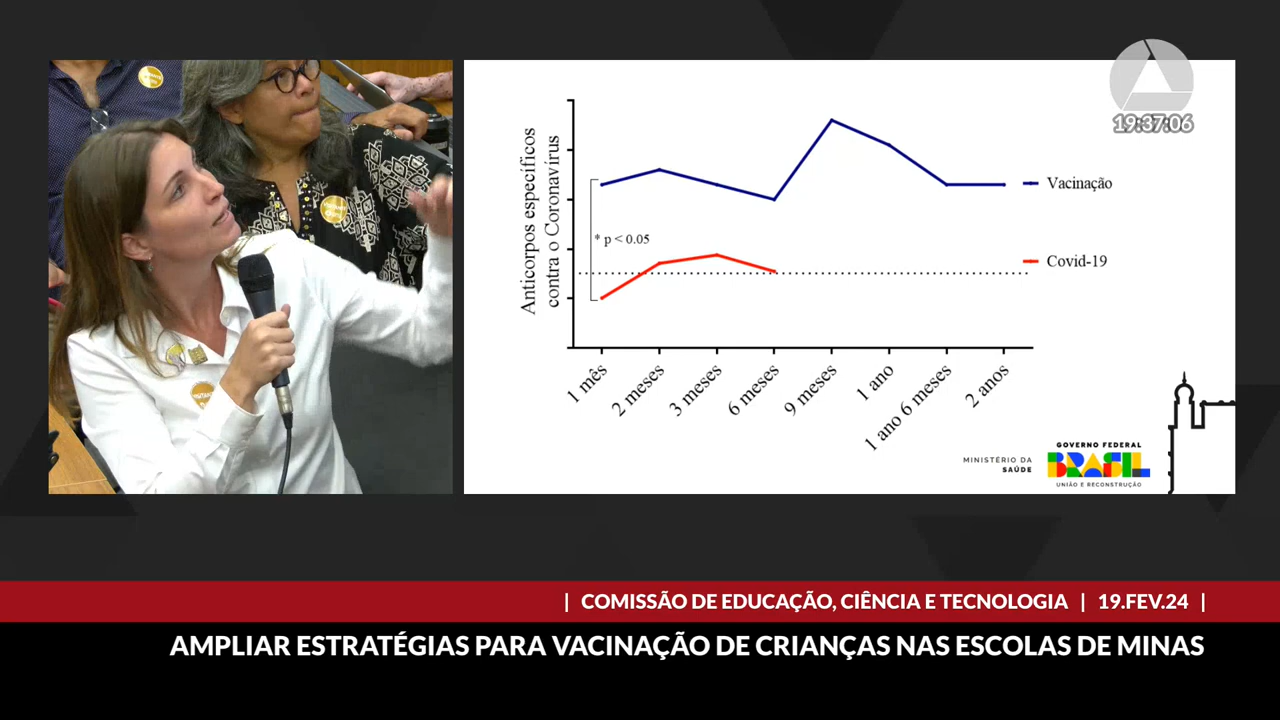 19:37:06
Anticorpos específicos
contra o Coronavírus
* p < 0.05
Vacinação
Covid-19
1 mês
2 meses
3 meses
6 meses
9 meses
1 ano
1 ano 6 meses
2 anos
MINISTÉRIO DA
SAÚDE
GOVERNO FEDERAL
BRASIL
UNIÃO E RECONSTRUÇÃO
| COMISSÃO DE EDUCAÇÃO, CIÊNCIA E TECNOLOGIA | 19.FEV.24 |
AMPLIAR ESTRATÉGIAS PARA VACINAÇÃO DE CRIANÇAS NAS ESCOLAS DE MINAS